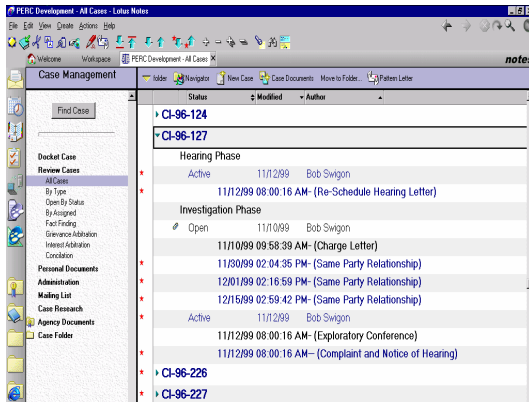 PERC Development - All Cases - Lotus Notes
File Edit View Create Actions Help
Welcome Workspace PERC Development - All Cases
notes
Case Management
folder Navigator New Case Case Documents Move to Folder... Pattern Letter
Find Case
Status Modified Author
Docket Case
Review Cases
All Cases
By Type
Open By Status
By Assigned
Fact Finding
Grievance Arbitration
Interest Arbitration
Conciliation
Personal Documents
Administration
Mailing List
Case Research
Agency Documents
Case Folder
CI-96-124
CI-96-127
Hearing Phase
Active 11/12/99 Bob Swigon
11/12/99 08:00:16 AM- (Re-Schedule Hearing Letter)
Investigation Phase
Open 11/10/99 Bob Swigon
11/10/99 09:58:39 AM- (Charge Letter)
11/30/99 02:04:35 PM- (Same Party Relationship)
12/01/99 02:16:59 PM- (Same Party Relationship)
12/15/99 02:59:42 PM- (Same Party Relationship)
Active 11/12/99 Bob Swigon
11/12/99 08:00:16 AM- (Exploratory Conference)
11/12/99 08:00:16 AM-- (Complaint and Notice of Hearing)
CI-96-226
CI-96-227